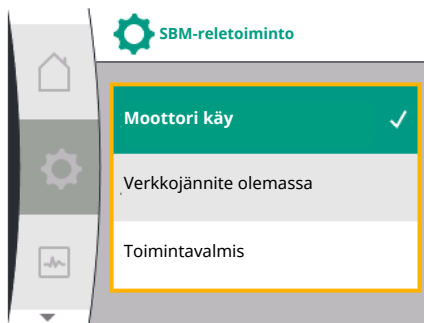 SBM-reletoiminto
Moottori käy
Verkkojännite olemassa
Toimintavalmis